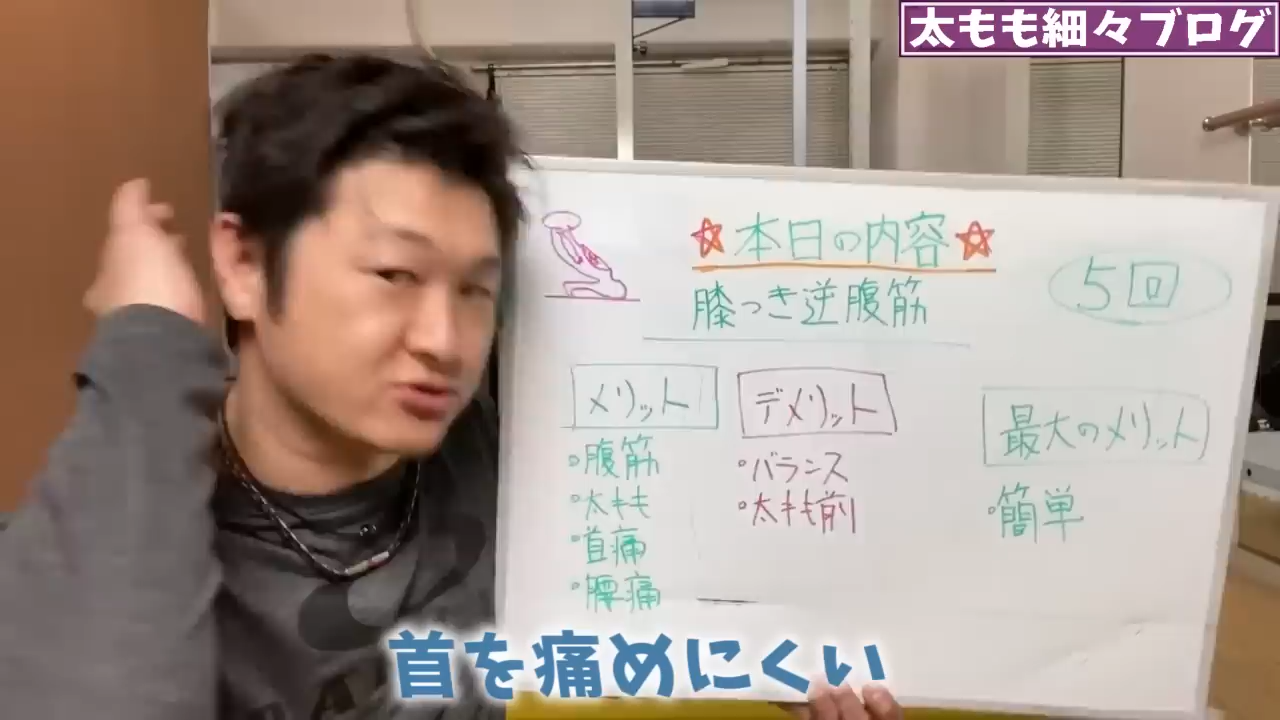 太もも細々ブログ
☆本日の内容☆
膝つき逆腹筋
5回
メリット
・腹筋
・太もも
・首痛
・腰痛
デメリット
・バランス
・太もも前
最大のメリット
・簡単
首を痛めにくい